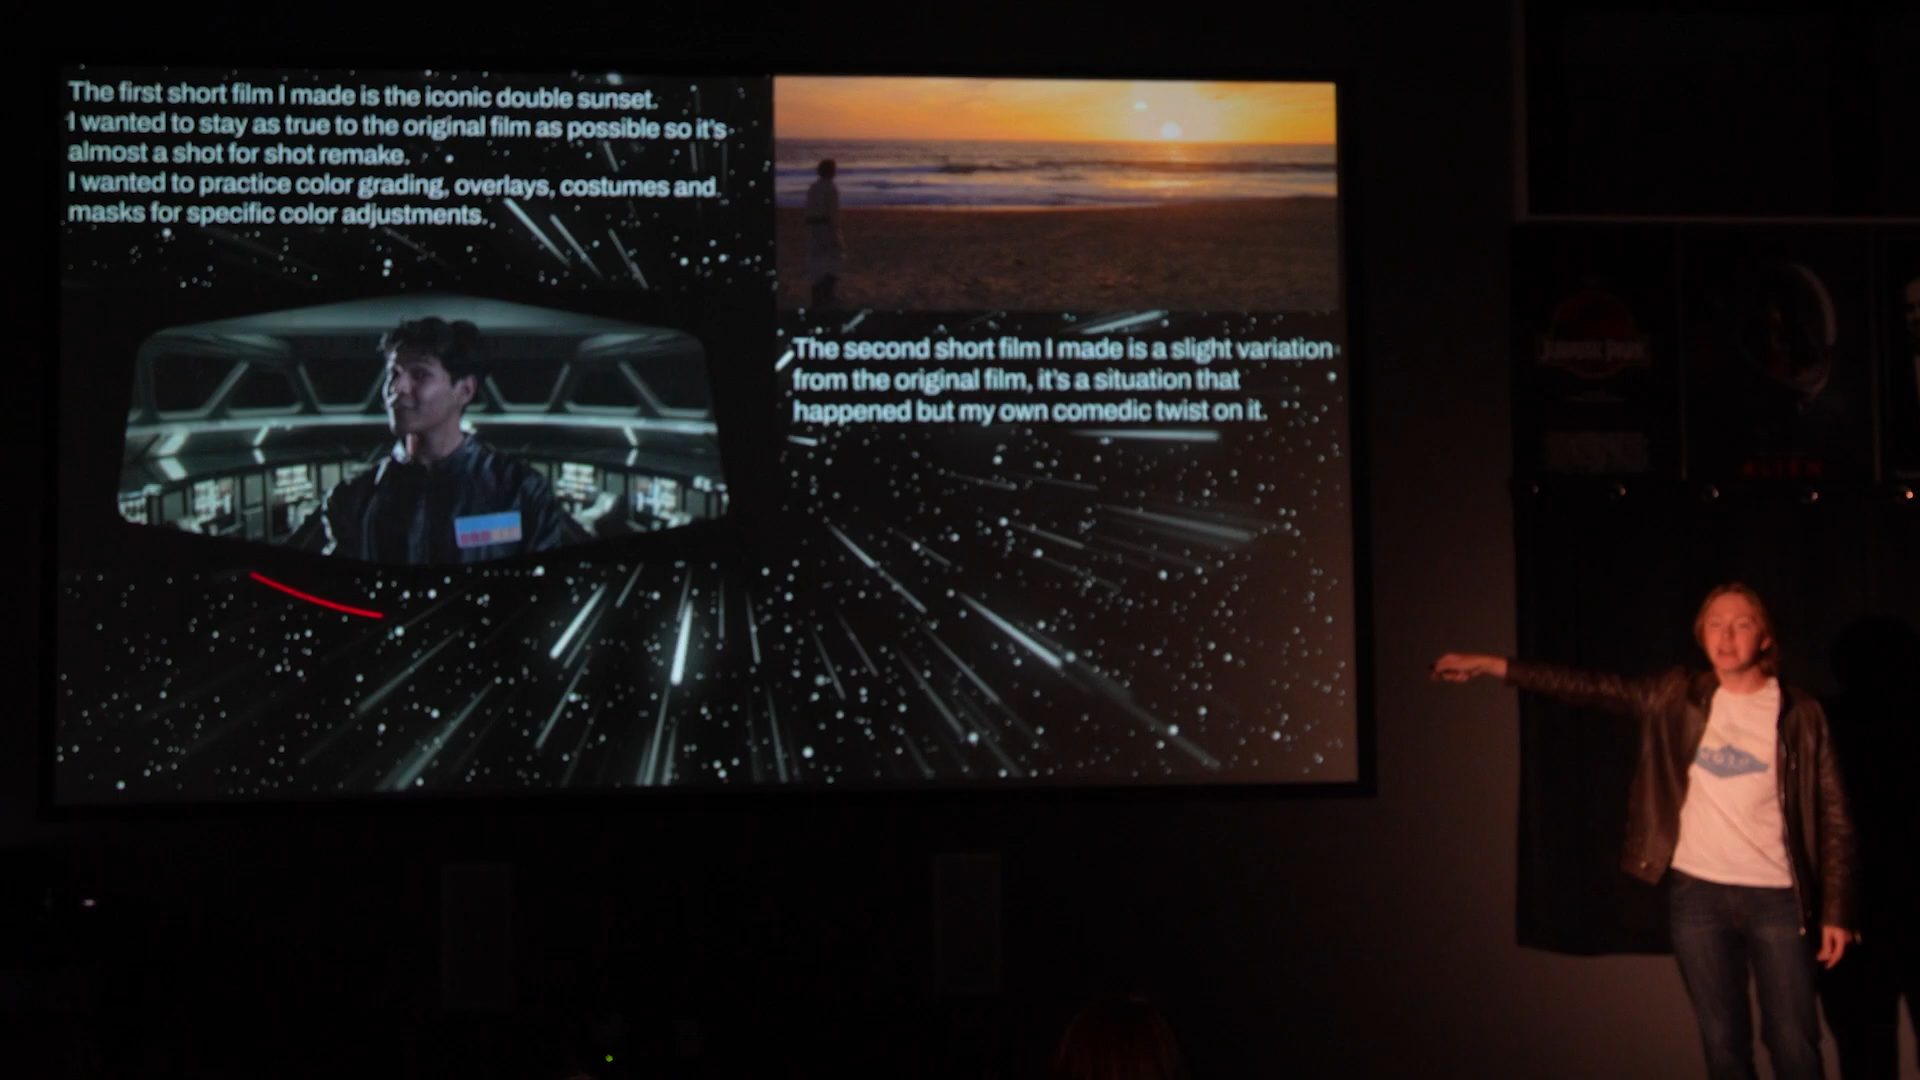 The first short film I made is the iconic double sunset.
I wanted to stay as true to the original film as possible so it's
almost a shot for shot remake.
I wanted to practice color grading, overlays, costumes and
masks for specific color adjustments.
The second short film I made is a slight variation
from the original film, it's a situation that
happened but my own comedic twist on it.
JURASSIC PARK
ALIEN